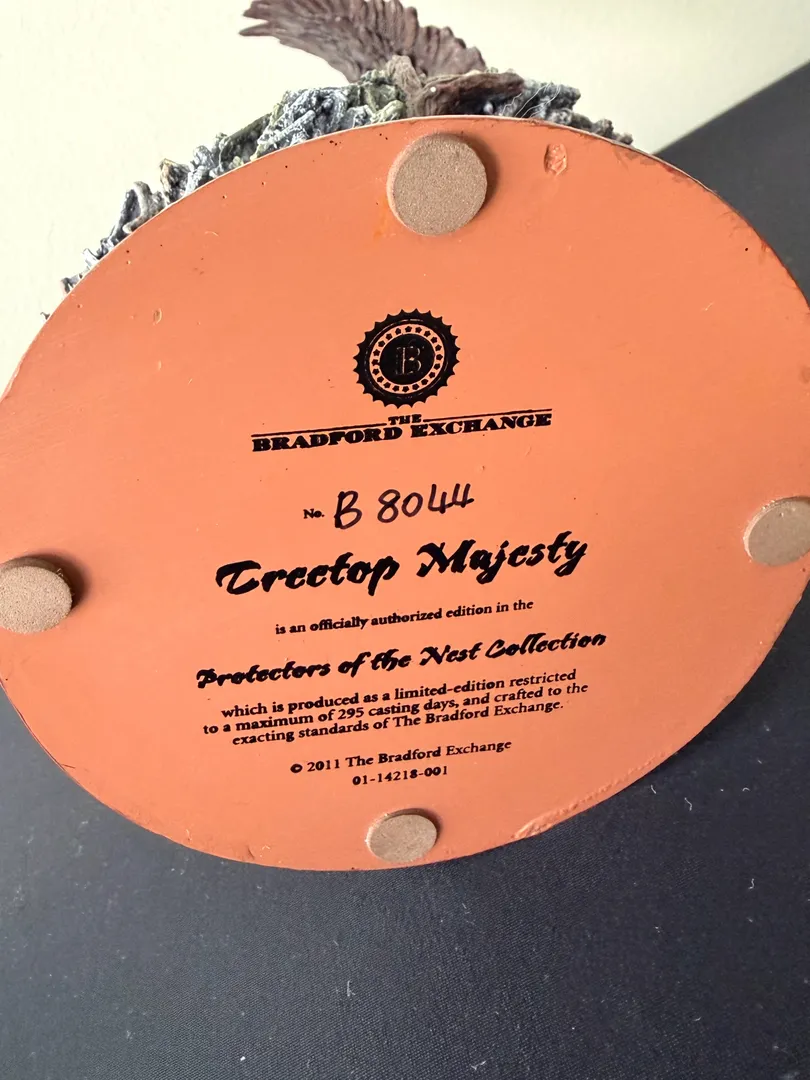 B
THE
BRADFORD EXCHANGE
No. B 8044
Treetop Majesty
is an officially authorized edition in the
Protectors of the Nest Collection
which is produced as a limited-edition restricted
to a maximum of 295 casting days, and crafted to the
exacting standards of The Bradford Exchange.
© 2011 The Bradford Exchange
01-14218-001